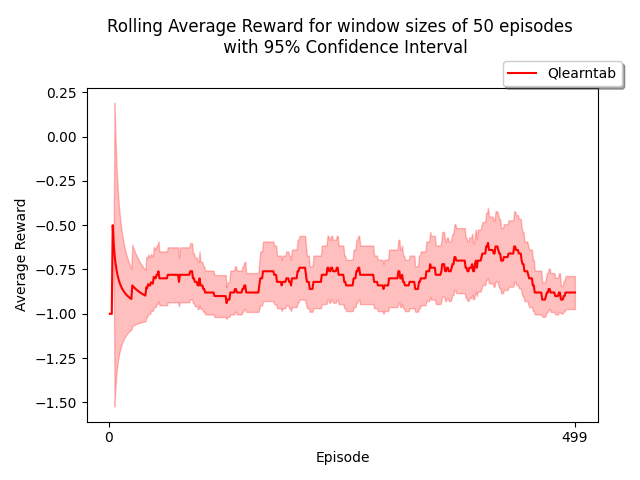 Rolling Average Reward for window sizes of 50 episodes
with 95% Confidence Interval
Qlearntab
0.25
0.00
−0.25
−0.50
−0.75
−1.00
−1.25
−1.50
Average Reward
0
499
Episode